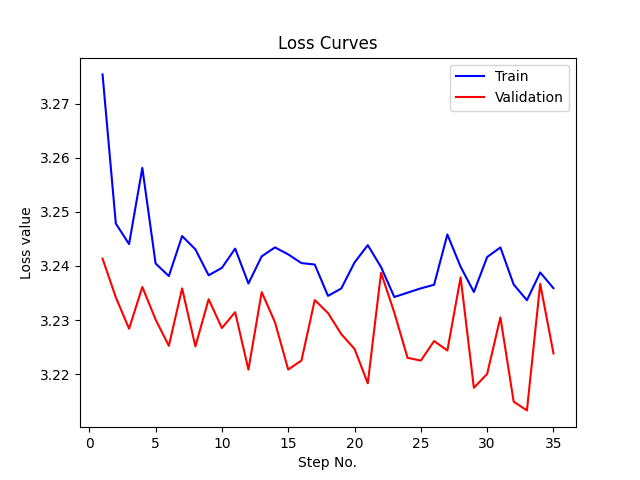 Loss Curves
Train
Validation
3.27
3.26
3.25
3.24
3.23
3.22
Loss value
0 5 10 15 20 25 30 35
Step No.